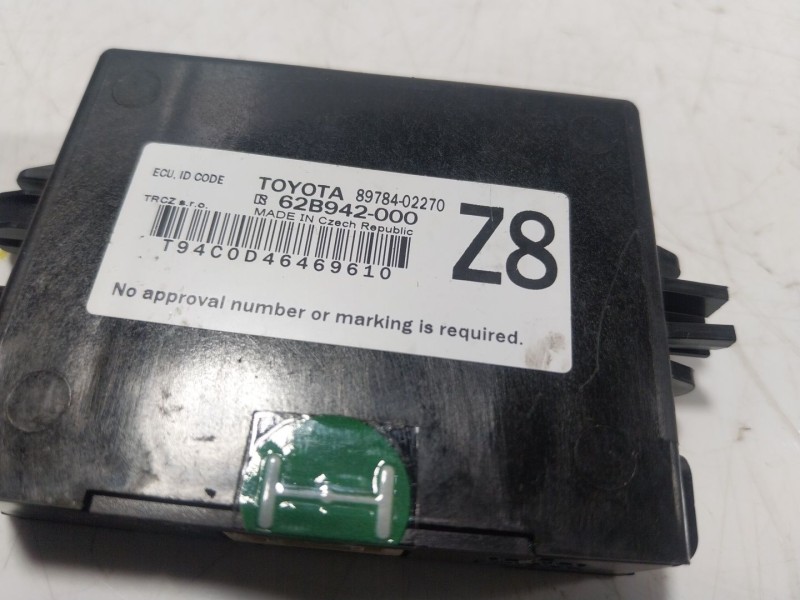 ECU. ID CODE TOYOTA 89784-02270
TRCZ s.r.o. 62B942-000
MADE IN Czech Republic
T94C0D46469610
Z8
No approval number or marking is required.
H